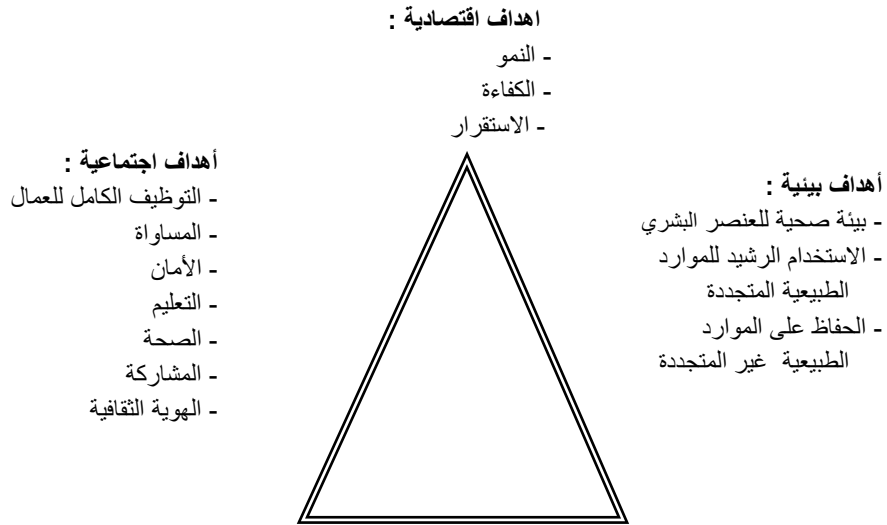 اهداف اقتصادية :
- النمو
- الكفاءة
- الاستقرار
أهداف بيئية :
- بيئة صحية للعنصر البشري
- الاستخدام الرشيد للموارد
الطبيعية المتجددة
- الحفاظ على الموارد
الطبيعية غير المتجددة
أهداف اجتماعية :
- التوظيف الكامل للعمال
- المساواة
- الأمان
- التعليم
- الصحة
- المشاركة
- الهوية الثقافية